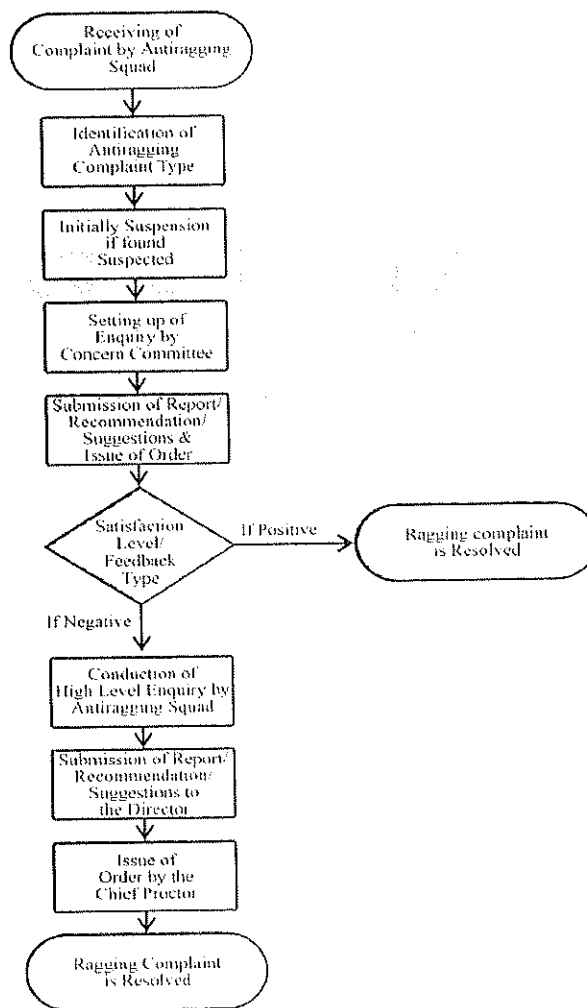 Receiving of
Complaint by Antiragging
Squad
Identification of
Antiragging
Complaint Type
Initially Suspension
if found
Suspected
Setting up of
Enquiry by
Concern Committee
Submission of Report/
Recommendation/
Suggestions &
Issue of Order
Satisfaction
Level/
Feedback
Type
If Positive
Ragging complaint
is Resolved
If Negative
Conduction of
High Level Enquiry by
Antiragging Squad
Submission of Report/
Recommendation/
Suggestions to
the Director
Issue of
Order by the
Chief Proctor
Ragging Complaint
is Resolved